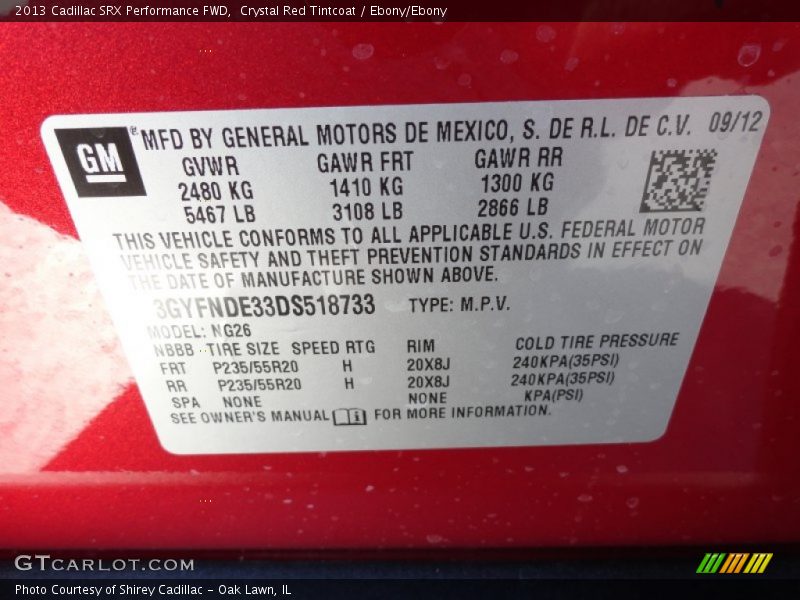 2013 Cadillac SRX Performance FWD,  Crystal Red Tintcoat / Ebony/Ebony
GM
® MFD BY GENERAL MOTORS DE MEXICO, S. DE R.L. DE C.V. 09/12
GVWR GAWR FRT GAWR RR
2480 KG 1410 KG 1300 KG
5467 LB 3108 LB 2866 LB
THIS VEHICLE CONFORMS TO ALL APPLICABLE U.S. FEDERAL MOTOR
VEHICLE SAFETY AND THEFT PREVENTION STANDARDS IN EFFECT ON
THE DATE OF MANUFACTURE SHOWN ABOVE.
3GYFNDE33DS518733 TYPE: M.P.V.
MODEL: NG26
NBBB TIRE SIZE SPEED RTG RIM COLD TIRE PRESSURE
FRT P235/55R20 H 20X8J 240KPA(35PSI)
RR P235/55R20 H 20X8J 240KPA(35PSI)
SPA NONE NONE KPA(PSI)
SEE OWNER'S MANUAL FOR MORE INFORMATION.
GTCARLOT.COM
Photo Courtesy of Shirey Cadillac - Oak Lawn, IL